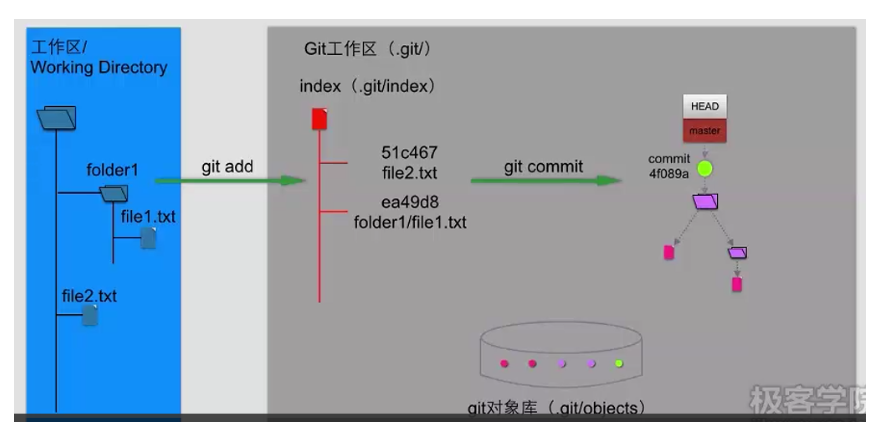 工作区/
Working Directory
folder1
file1.txt
file2.txt
git add
Git工作区（.git/）
index（.git/index）
51c467
file2.txt
ea49d8
folder1/file1.txt
git commit
HEAD
master
commit
4f089a
git对象库（.git/objects）
极客学院